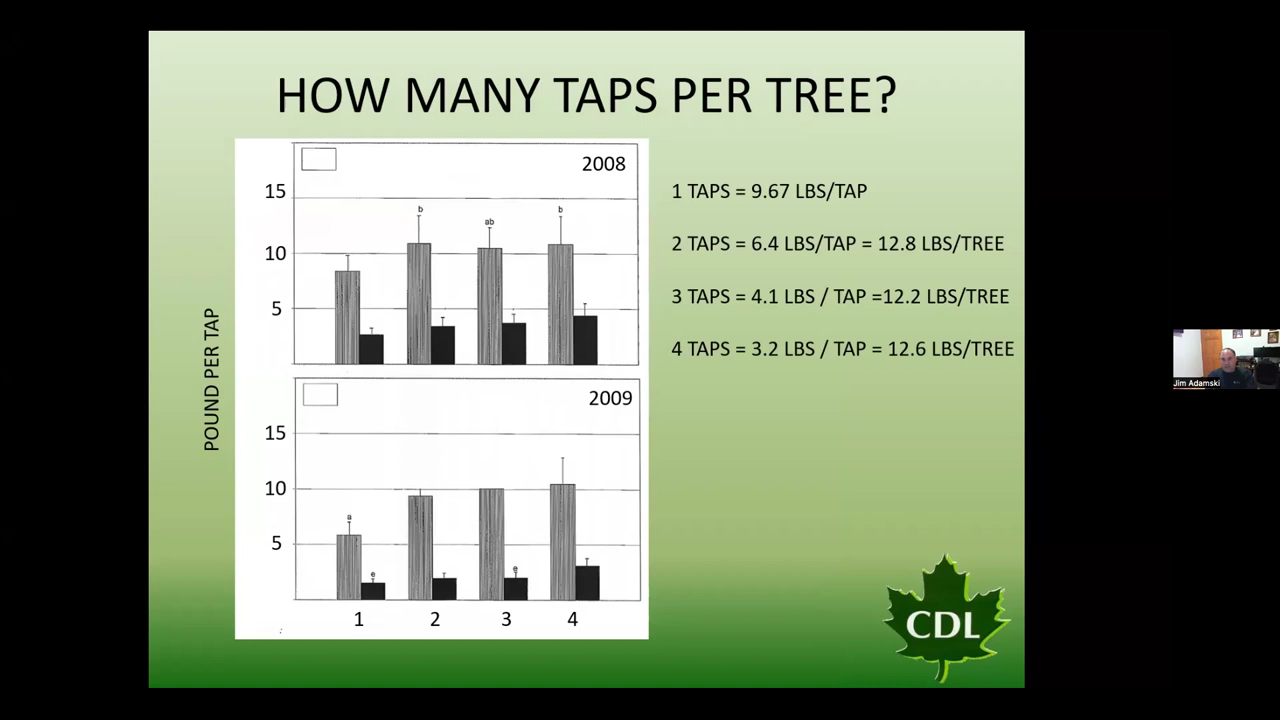 HOW MANY TAPS PER TREE?
POUND PER TAP
2008
15
10
5
b
ab
b
2009
15
10
5
a
e
e
1 2 3 4
1 TAPS = 9.67 LBS/TAP
2 TAPS = 6.4 LBS/TAP = 12.8 LBS/TREE
3 TAPS = 4.1 LBS / TAP =12.2 LBS/TREE
4 TAPS = 3.2 LBS / TAP = 12.6 LBS/TREE
CDL
Jim Adamski